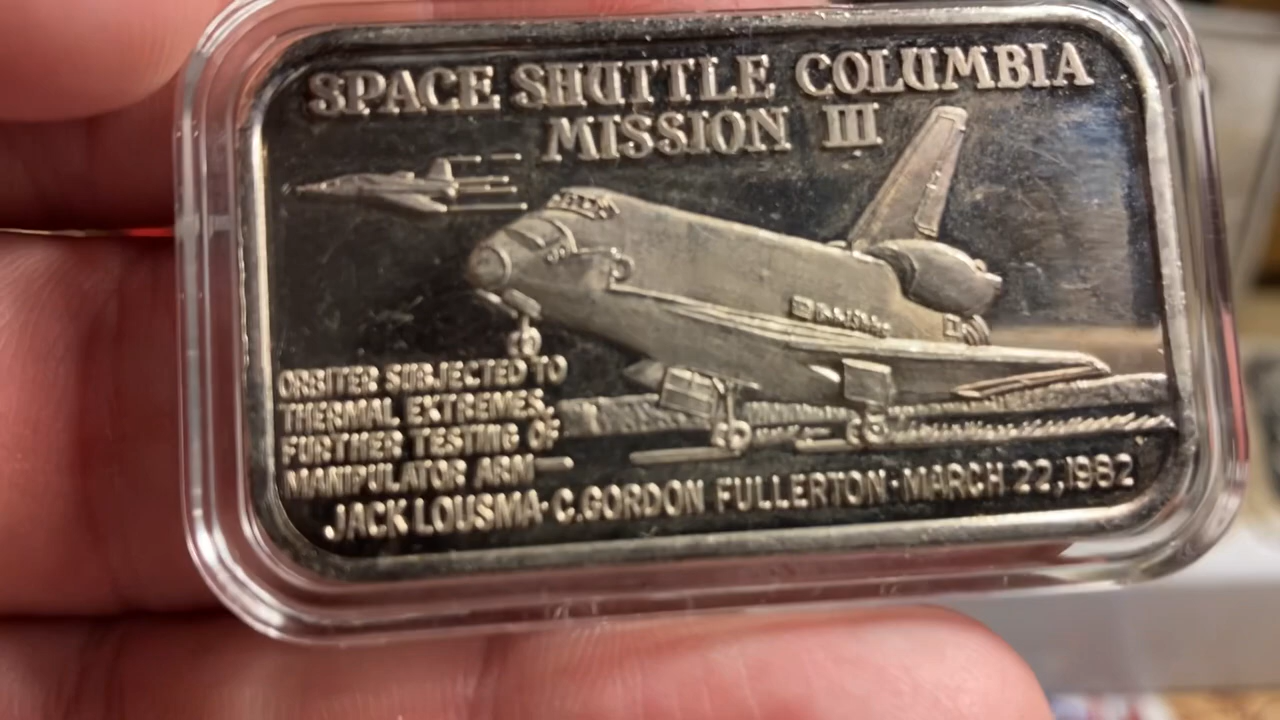 SPACE SHUTTLE COLUMBIA
MISSION III
ORBITER SUBJECTED TO
THERMAL EXTREMES,
FURTHER TESTING OF
MANIPULATOR ARM
JACK LOUSMA · C. GORDON FULLERTON · MARCH 22, 1982